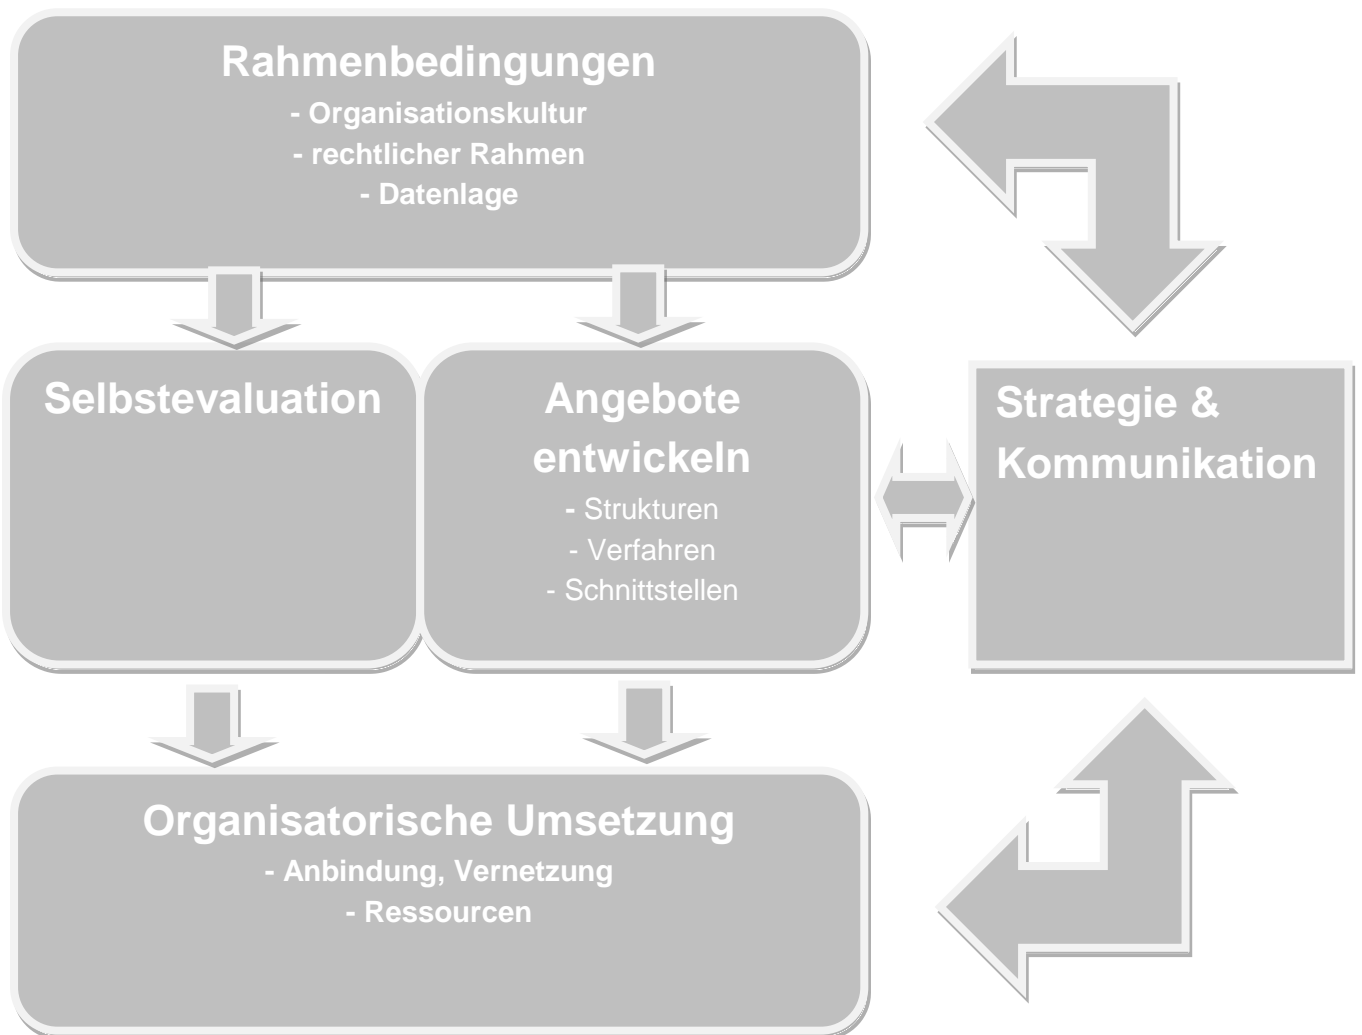 Rahmenbedingungen
- Organisationskultur
- rechtlicher Rahmen
- Datenlage
Selbstevaluation
Angebote
entwickeln
- Strukturen
- Verfahren
- Schnittstellen
Strategie &
Kommunikation
Organisatorische Umsetzung
- Anbindung, Vernetzung
- Ressourcen